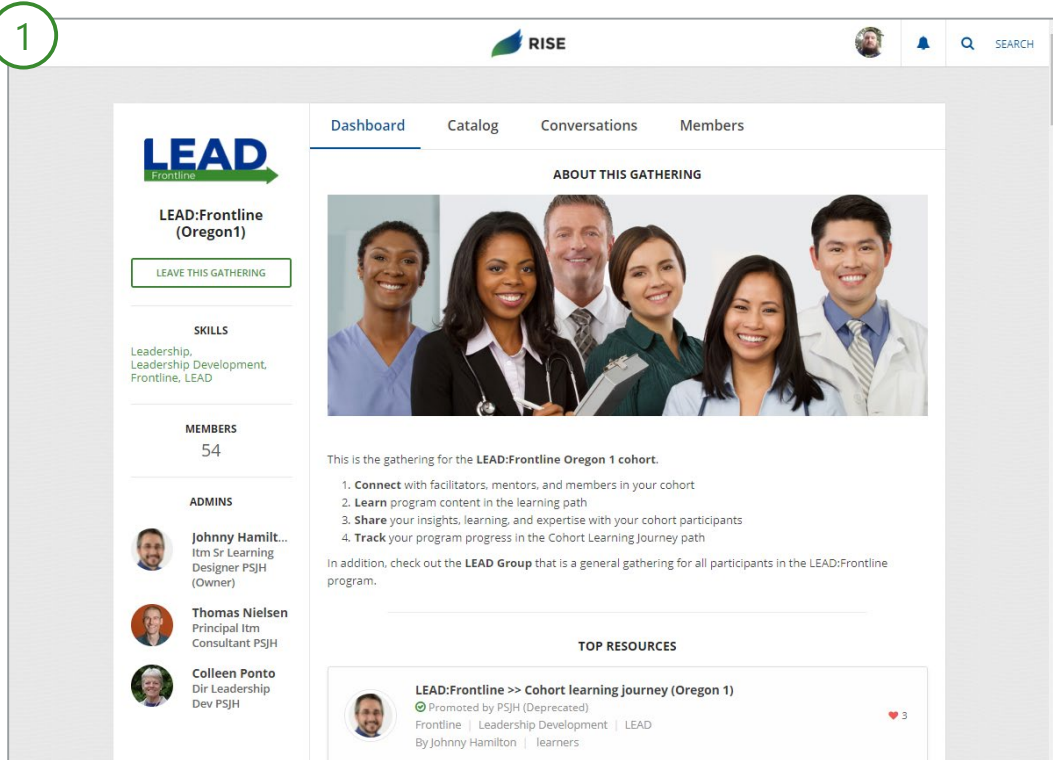 1
RISE
SEARCH
LEAD
Frontline
LEAD:Frontline
(Oregon1)
LEAVE THIS GATHERING
SKILLS
Leadership,
Leadership Development,
Frontline, LEAD
MEMBERS
54
ADMINS
Johnny Hamilt...
Itm Sr Learning
Designer PSJH
(Owner)
Thomas Nielsen
Principal Itm
Consultant PSJH
Colleen Ponto
Dir Leadership
Dev PSJH
Dashboard Catalog Conversations Members
ABOUT THIS GATHERING
This is the gathering for the LEAD:Frontline Oregon 1 cohort.
1. Connect with facilitators, mentors, and members in your cohort
2. Learn program content in the learning path
3. Share your insights, learning, and expertise with your cohort participants
4. Track your program progress in the Cohort Learning Journey path
In addition, check out the LEAD Group that is a general gathering for all participants in the LEAD:Frontline
program.
TOP RESOURCES
LEAD:Frontline >> Cohort learning journey (Oregon 1)
Promoted by PSJH (Deprecated)
Frontline | Leadership Development | LEAD
By Johnny Hamilton | learners
3